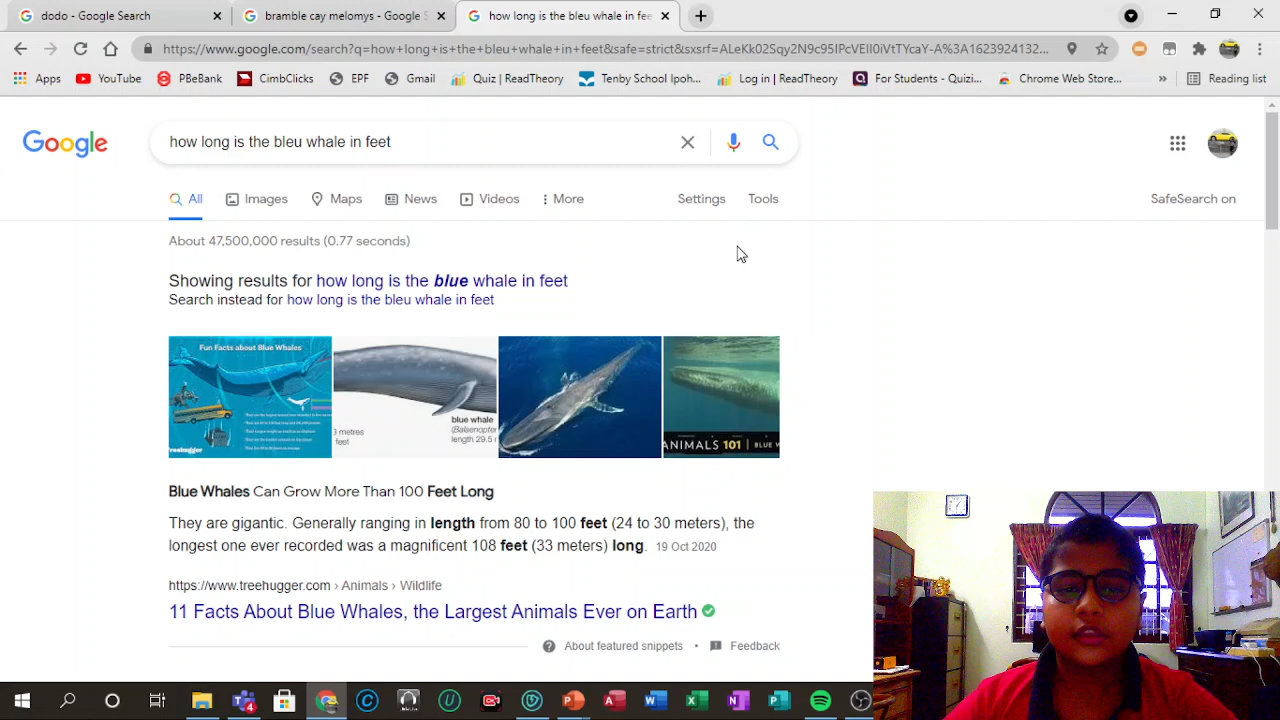 dodo - Google Search
bramble cay melomys - Google S
how long is the bleu whale in fee
https://www.google.com/search?q=how+long+is+the+bleu+whale+in+feet&safe=strict&sxsrf=ALeKk02Sqy2N9c95IPcVEIl0iVtTYcaY-A%3A1623924132...
Apps
YouTube
PBeBank
CimbClicks
EPF
Gmail
Quiz | ReadTheory
Tenby School Ipoh...
Log in | ReadTheory
For Students - Quizi...
Chrome Web Store...
»
Reading list
Google
how long is the bleu whale in feet
All
Images
Maps
News
Videos
More
Settings
Tools
SafeSearch on
About 47,500,000 results (0.77 seconds)
Showing results for how long is the blue whale in feet
Search instead for how long is the bleu whale in feet
Fun Facts about Blue Whales
3 metres
feet
blue whale
length 29.5
ANIMALS 101 | BLUE W
Blue Whales Can Grow More Than 100 Feet Long
They are gigantic. Generally ranging in length from 80 to 100 feet (24 to 30 meters), the
longest one ever recorded was a magnificent 108 feet (33 meters) long. 19 Oct 2020
https://www.treehugger.com › Animals › Wildlife
11 Facts About Blue Whales, the Largest Animals Ever on Earth
About featured snippets • Feedback